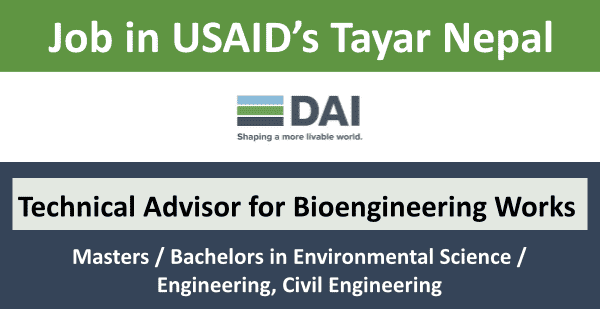 Job in USAID's Tayar Nepal
DAI
Shaping a more livable world.
Technical Advisor for Bioengineering Works
Masters / Bachelors in Environmental Science /
Engineering, Civil Engineering